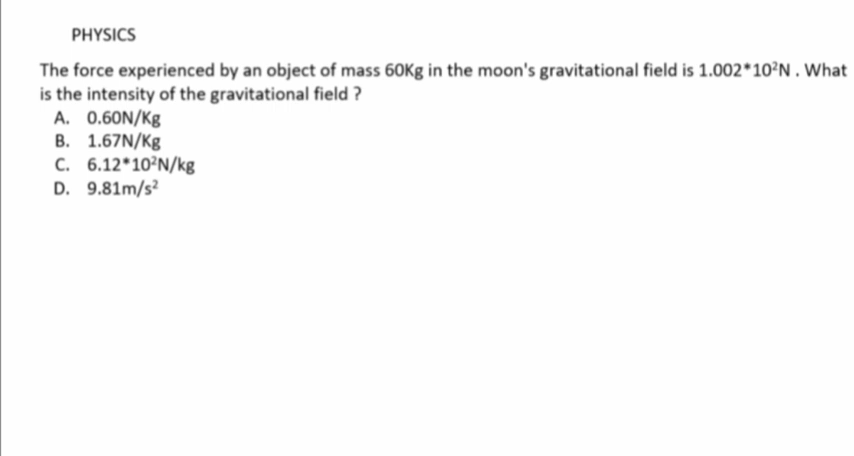 PHYSICS
The force experienced by an object of mass 60Kg in the moon's gravitational field is 1.002*10²N . What
is the intensity of the gravitational field ?
A. 0.60N/Kg
B. 1.67N/Kg
C. 6.12*10²N/kg
D. 9.81m/s²